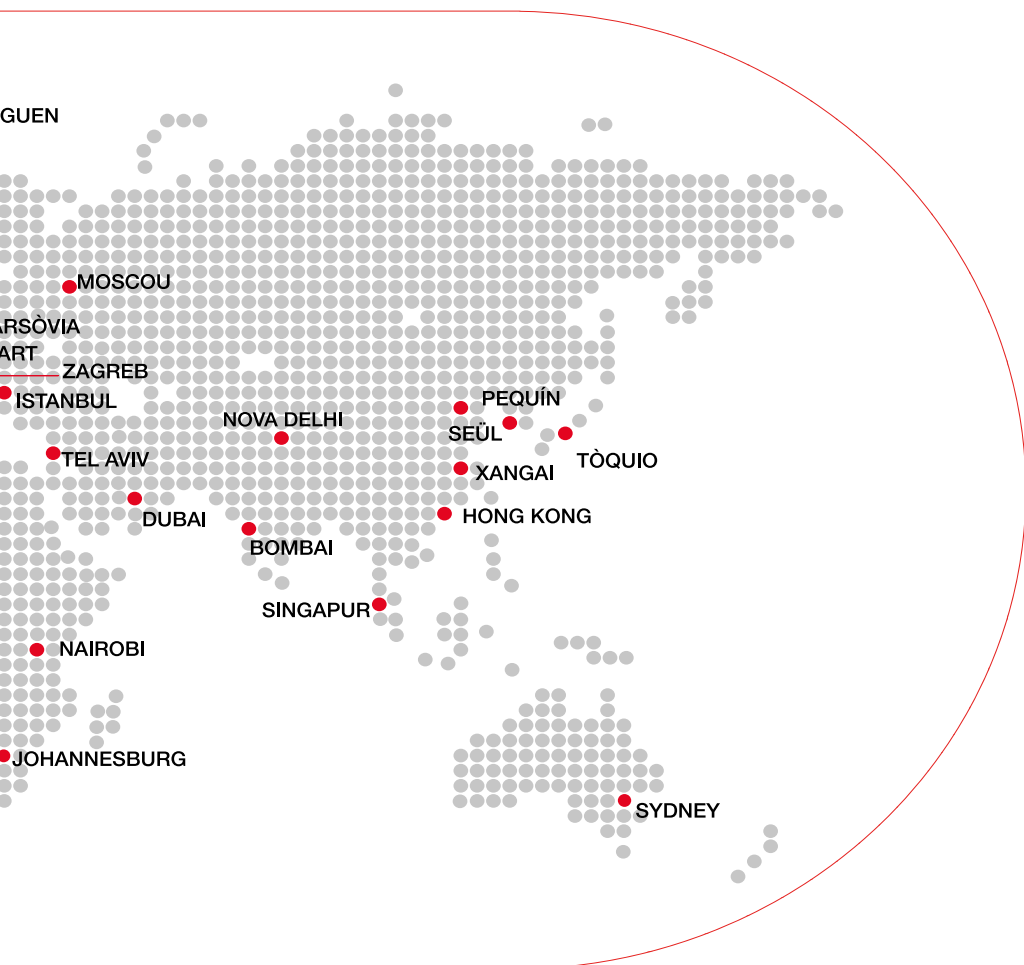 GUEN
MOSCOU
ARSÒVIA
ART
ZAGREB
ISTANBUL
PEQUÍN
NOVA DELHI
SEÜL
TEL AVIV
TÒQUIO
XANGAI
DUBAI
HONG KONG
BOMBAI
SINGAPUR
NAIROBI
JOHANNESBURG
SYDNEY